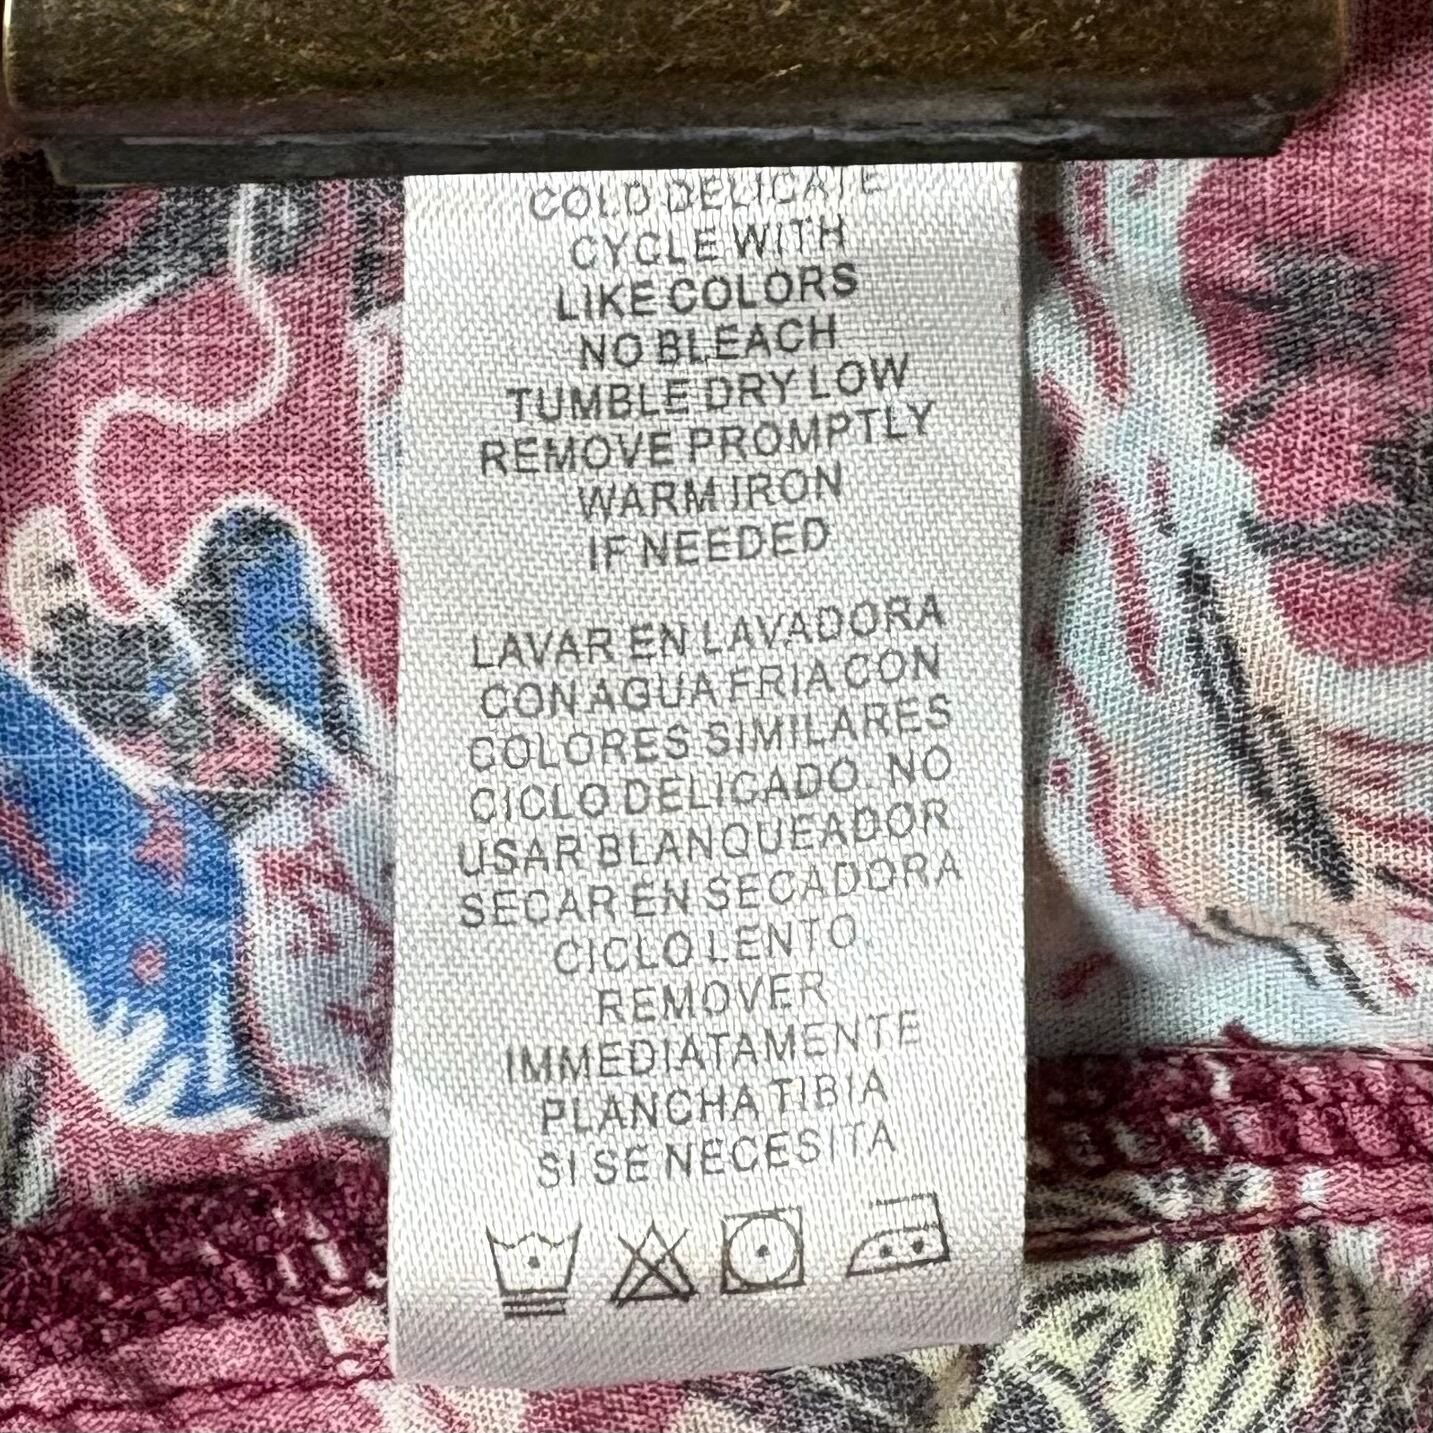 COLD DELICATE
CYCLE WITH
LIKE COLORS
NO BLEACH
TUMBLE DRY LOW
REMOVE PROMPTLY
WARM IRON
IF NEEDED
LAVAR EN LAVADORA
CON AGUA FRIA CON
COLORES SIMILARES
CICLO DELICADO. NO
USAR BLANQUEADOR.
SECAR EN SECADORA
CICLO LENTO.
REMOVER
IMMEDIATAMENTE
PLANCHA TIBIA
SI SE NECESITA